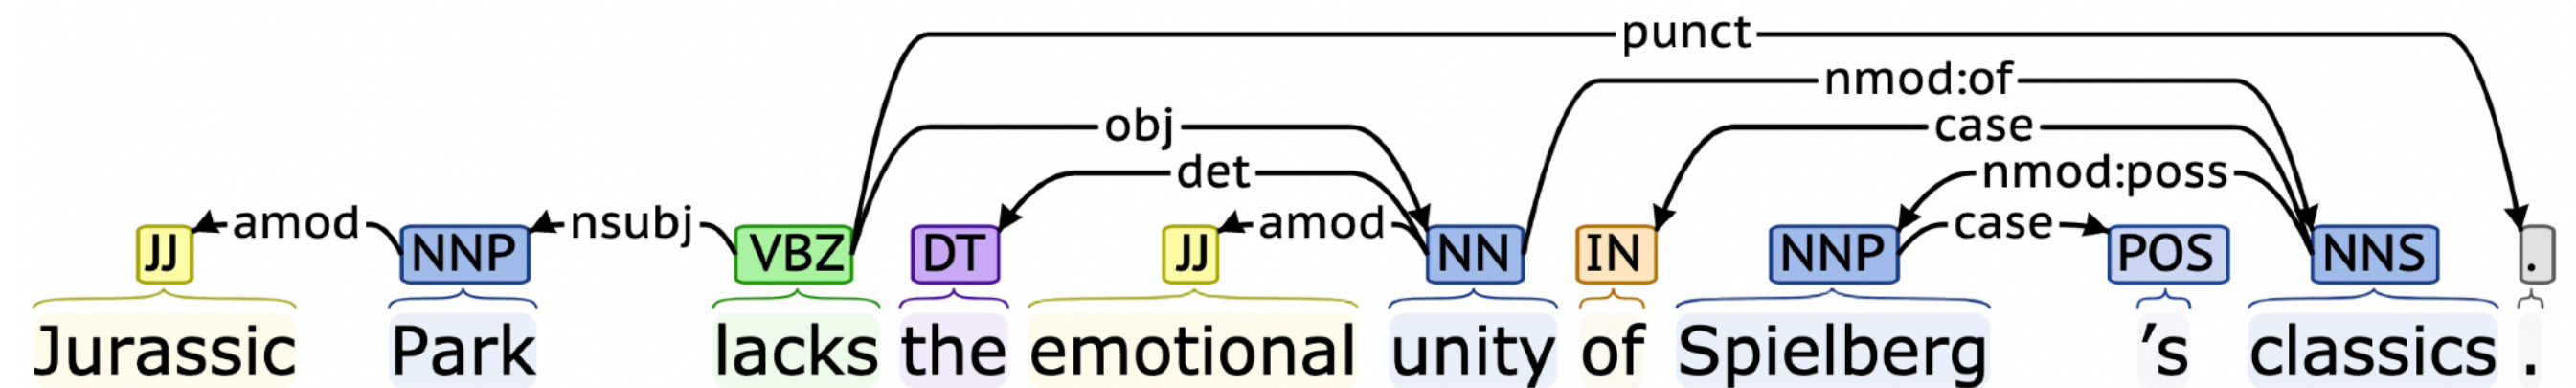 punct
nmod:of
obj case
det nmod:poss
amod nsubj amod case
JJ NNP VBZ DT JJ NN IN NNP POS NNS .
Jurassic Park lacks the emotional unity of Spielberg ’s classics .